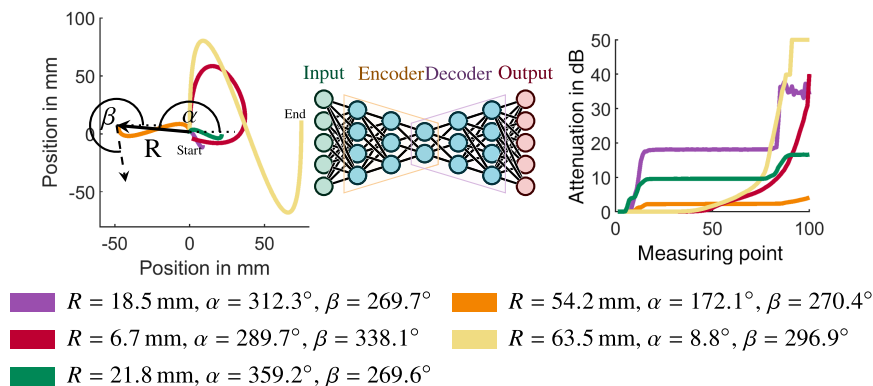 100
50
0
-50
-50
0
50
Position in mm
Position in mm
β
α
R
Start
End
Input
Encoder
Decoder
Output
50
40
30
20
10
0
0
50
100
Attenuation in dB
Measuring point
R = 18.5 mm, α = 312.3°, β = 269.7°
R = 54.2 mm, α = 172.1°, β = 270.4°
R = 6.7 mm, α = 289.7°, β = 338.1°
R = 63.5 mm, α = 8.8°, β = 296.9°
R = 21.8 mm, α = 359.2°, β = 269.6°